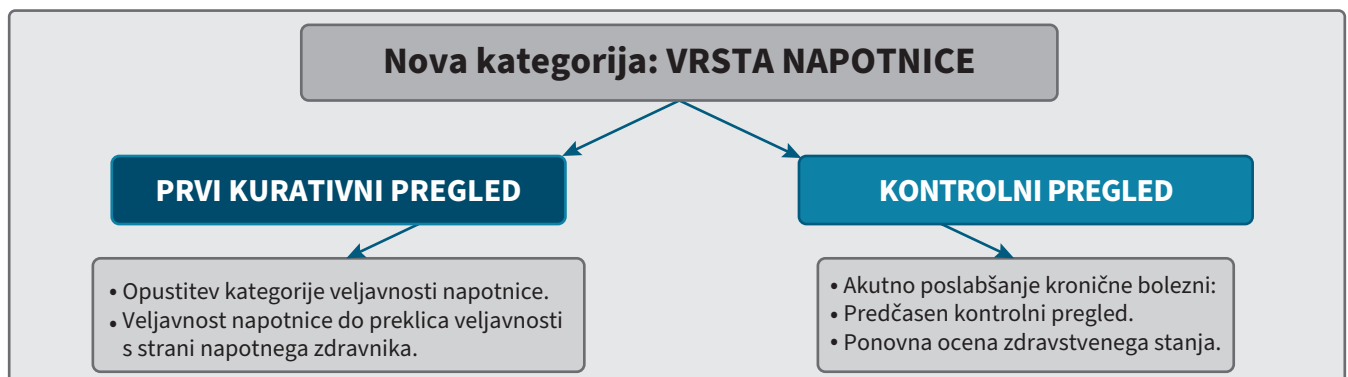 Nova kategorija: VRSTA NAPOTNICE
PRVI KURATIVNI PREGLED
KONTROLNI PREGLED
• Opustitev kategorije veljavnosti napotnice.
• Veljavnost napotnice do preklica veljavnosti
s strani napotnega zdravnika.
• Akutno poslabšanje kronične bolezni:
• Predčasen kontrolni pregled.
• Ponovna ocena zdravstvenega stanja.